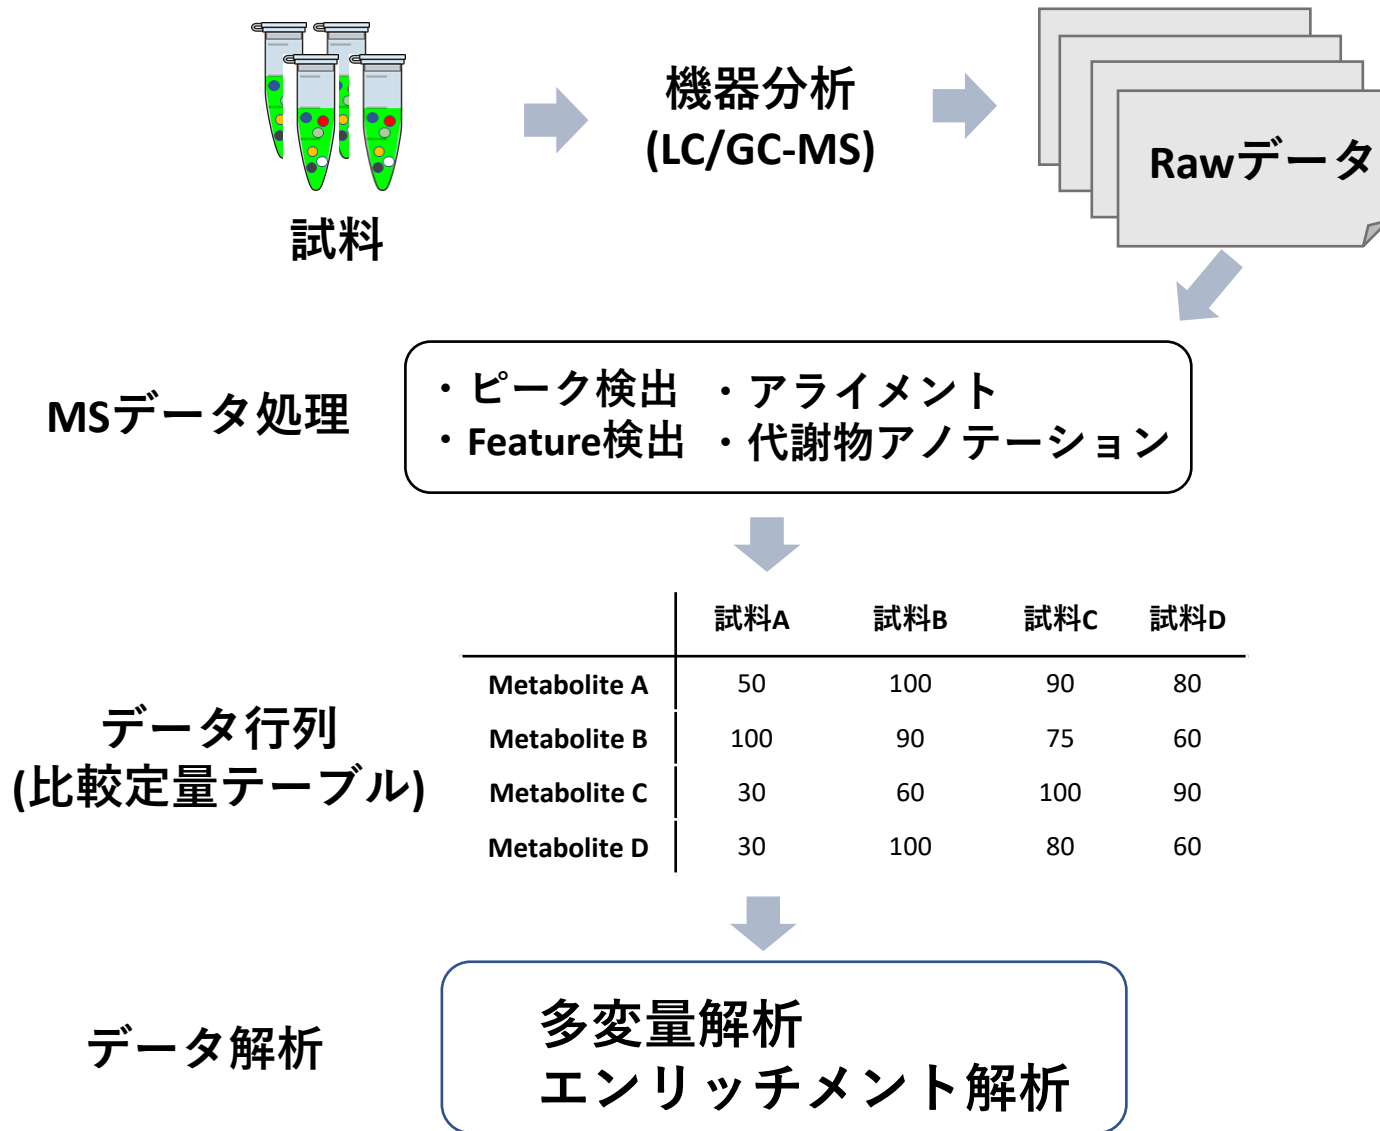 試料
機器分析
(LC/GC-MS)
Rawデータ
MSデータ処理
・ピーク検出 ・アライメント
・Feature検出 ・代謝物アノテーション
データ行列
(比較定量テーブル)
試料A 試料B 試料C 試料D
Metabolite A 50 100 90 80
Metabolite B 100 90 75 60
Metabolite C 30 60 100 90
Metabolite D 30 100 80 60
データ解析
多変量解析
エンリッチメント解析